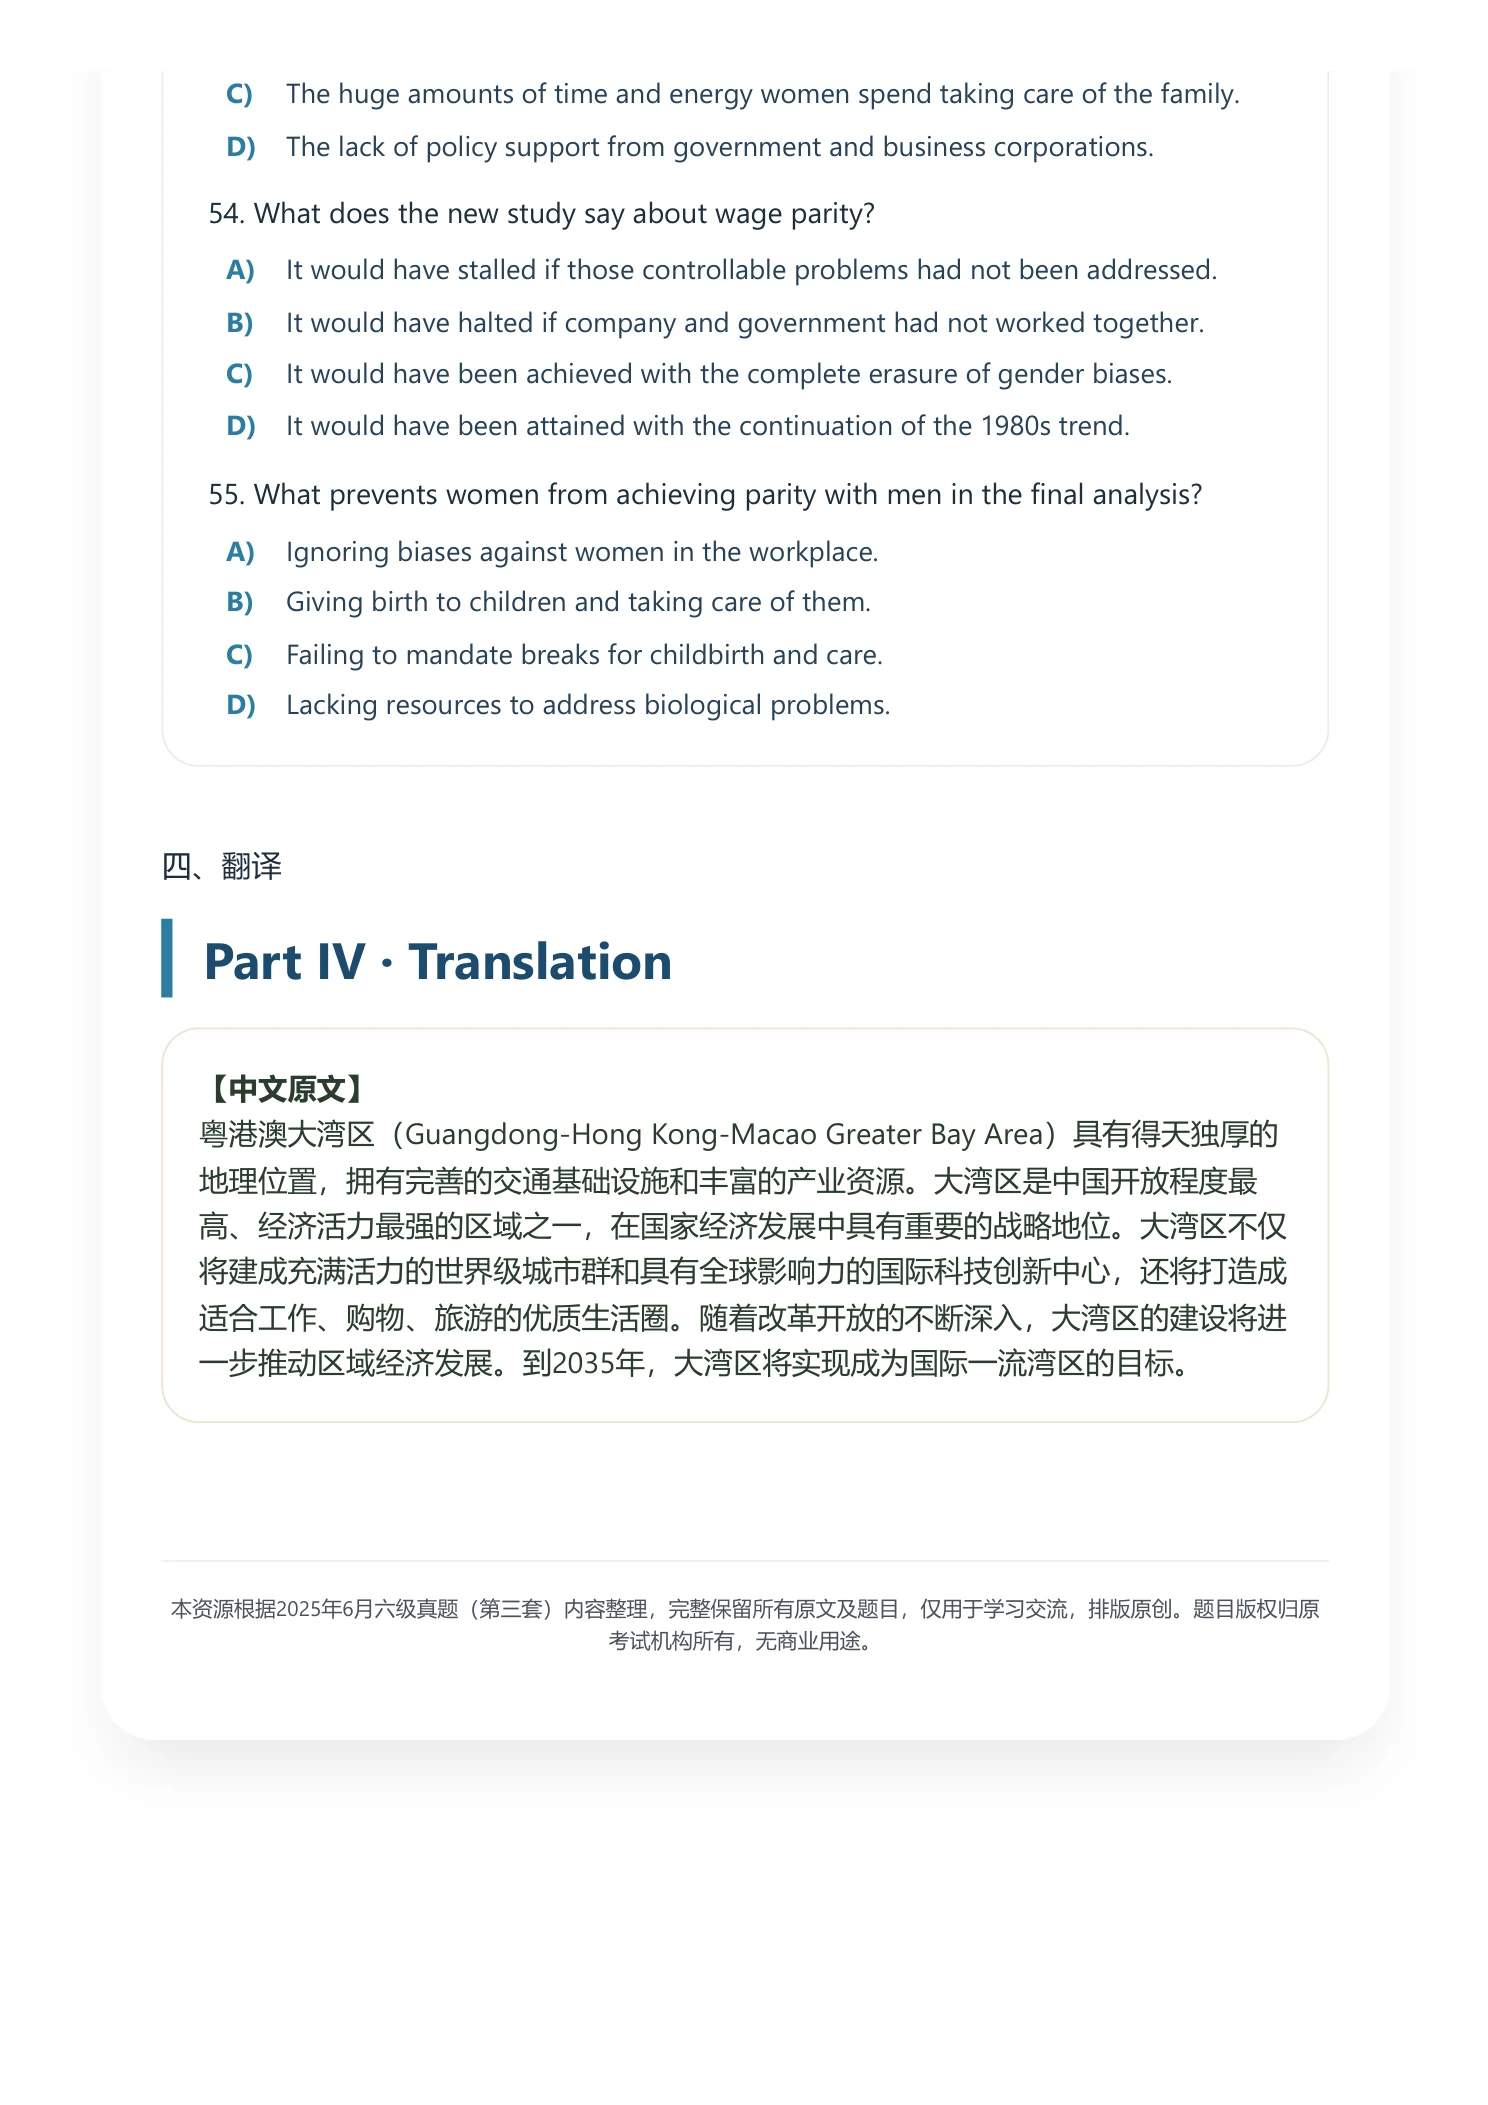 C) The huge amounts of time and energy women spend taking care of the family.
D) The lack of policy support from government and business corporations.
54. What does the new study say about wage parity?
A) It would have stalled if those controllable problems had not been addressed.
B) It would have halted if company and government had not worked together.
C) It would have been achieved with the complete erasure of gender biases.
D) It would have been attained with the continuation of the 1980s trend.
55. What prevents women from achieving parity with men in the final analysis?
A) Ignoring biases against women in the workplace.
B) Giving birth to children and taking care of them.
C) Failing to mandate breaks for childbirth and care.
D) Lacking resources to address biological problems.
四、翻译
Part IV · Translation
【中文原文】
粤港澳大湾区（Guangdong-Hong Kong-Macao Greater Bay Area）具有得天独厚的
地理位置，拥有完善的交通基础设施和丰富的产业资源。大湾区是中国开放程度最
高、经济活力最强的区域之一，在国家经济发展中具有重要的战略地位。大湾区不仅
将建成充满活力的世界级城市群和具有全球影响力的国际科技创新中心，还将打造成
适合工作、购物、旅游的优质生活圈。随着改革开放的不断深入，大湾区的建设将进
一步推动区域经济发展。到2035年，大湾区将实现成为国际一流湾区的目标。
本资源根据2025年6月六级真题（第三套）内容整理，完整保留所有原文及题目，仅用于学习交流，排版原创。题目版权归原
考试机构所有，无商业用途。